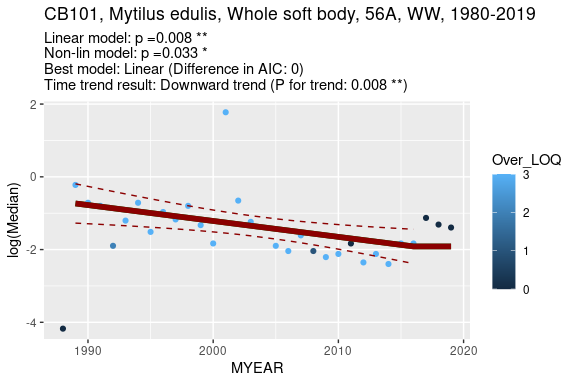 CB101, Mytilus edulis, Whole soft body, 56A, WW, 1980-2019
Linear model: p =0.008 **
Non-lin model: p =0.033 *
Best model: Linear (Difference in AIC: 0)
Time trend result: Downward trend (P for trend: 0.008 **)
2
0
-2
-4
log(Median)
1990
2000
2010
2020
MYEAR
Over_LOQ
3
2
1
0